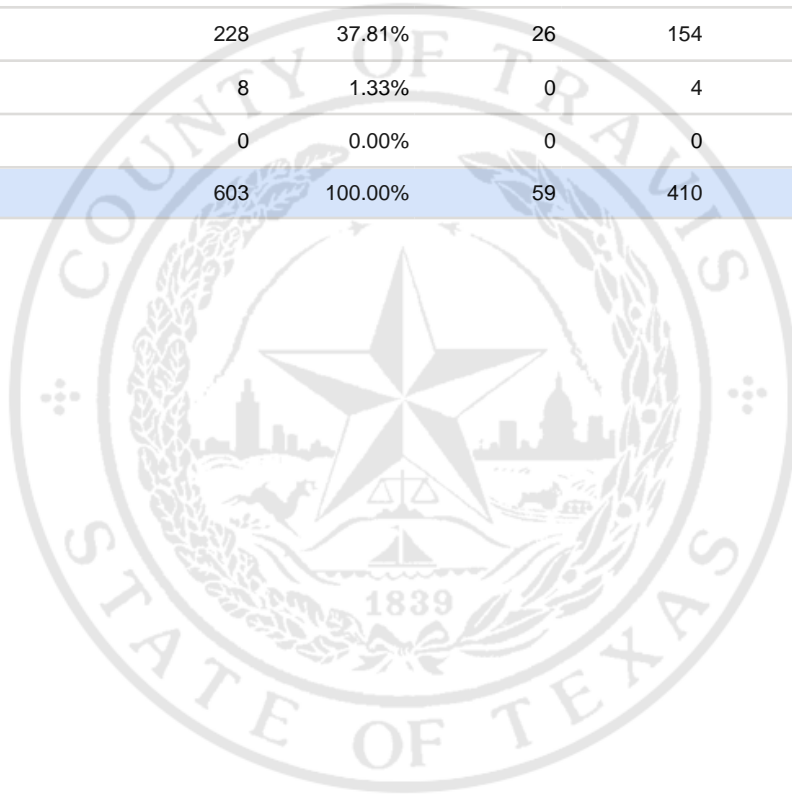 228 37.81% 26 154
8 1.33% 0 4
0 0.00% 0 0
603 100.00% 59 410
COUNTY OF TRAVIS
1839
STATE OF TEXAS